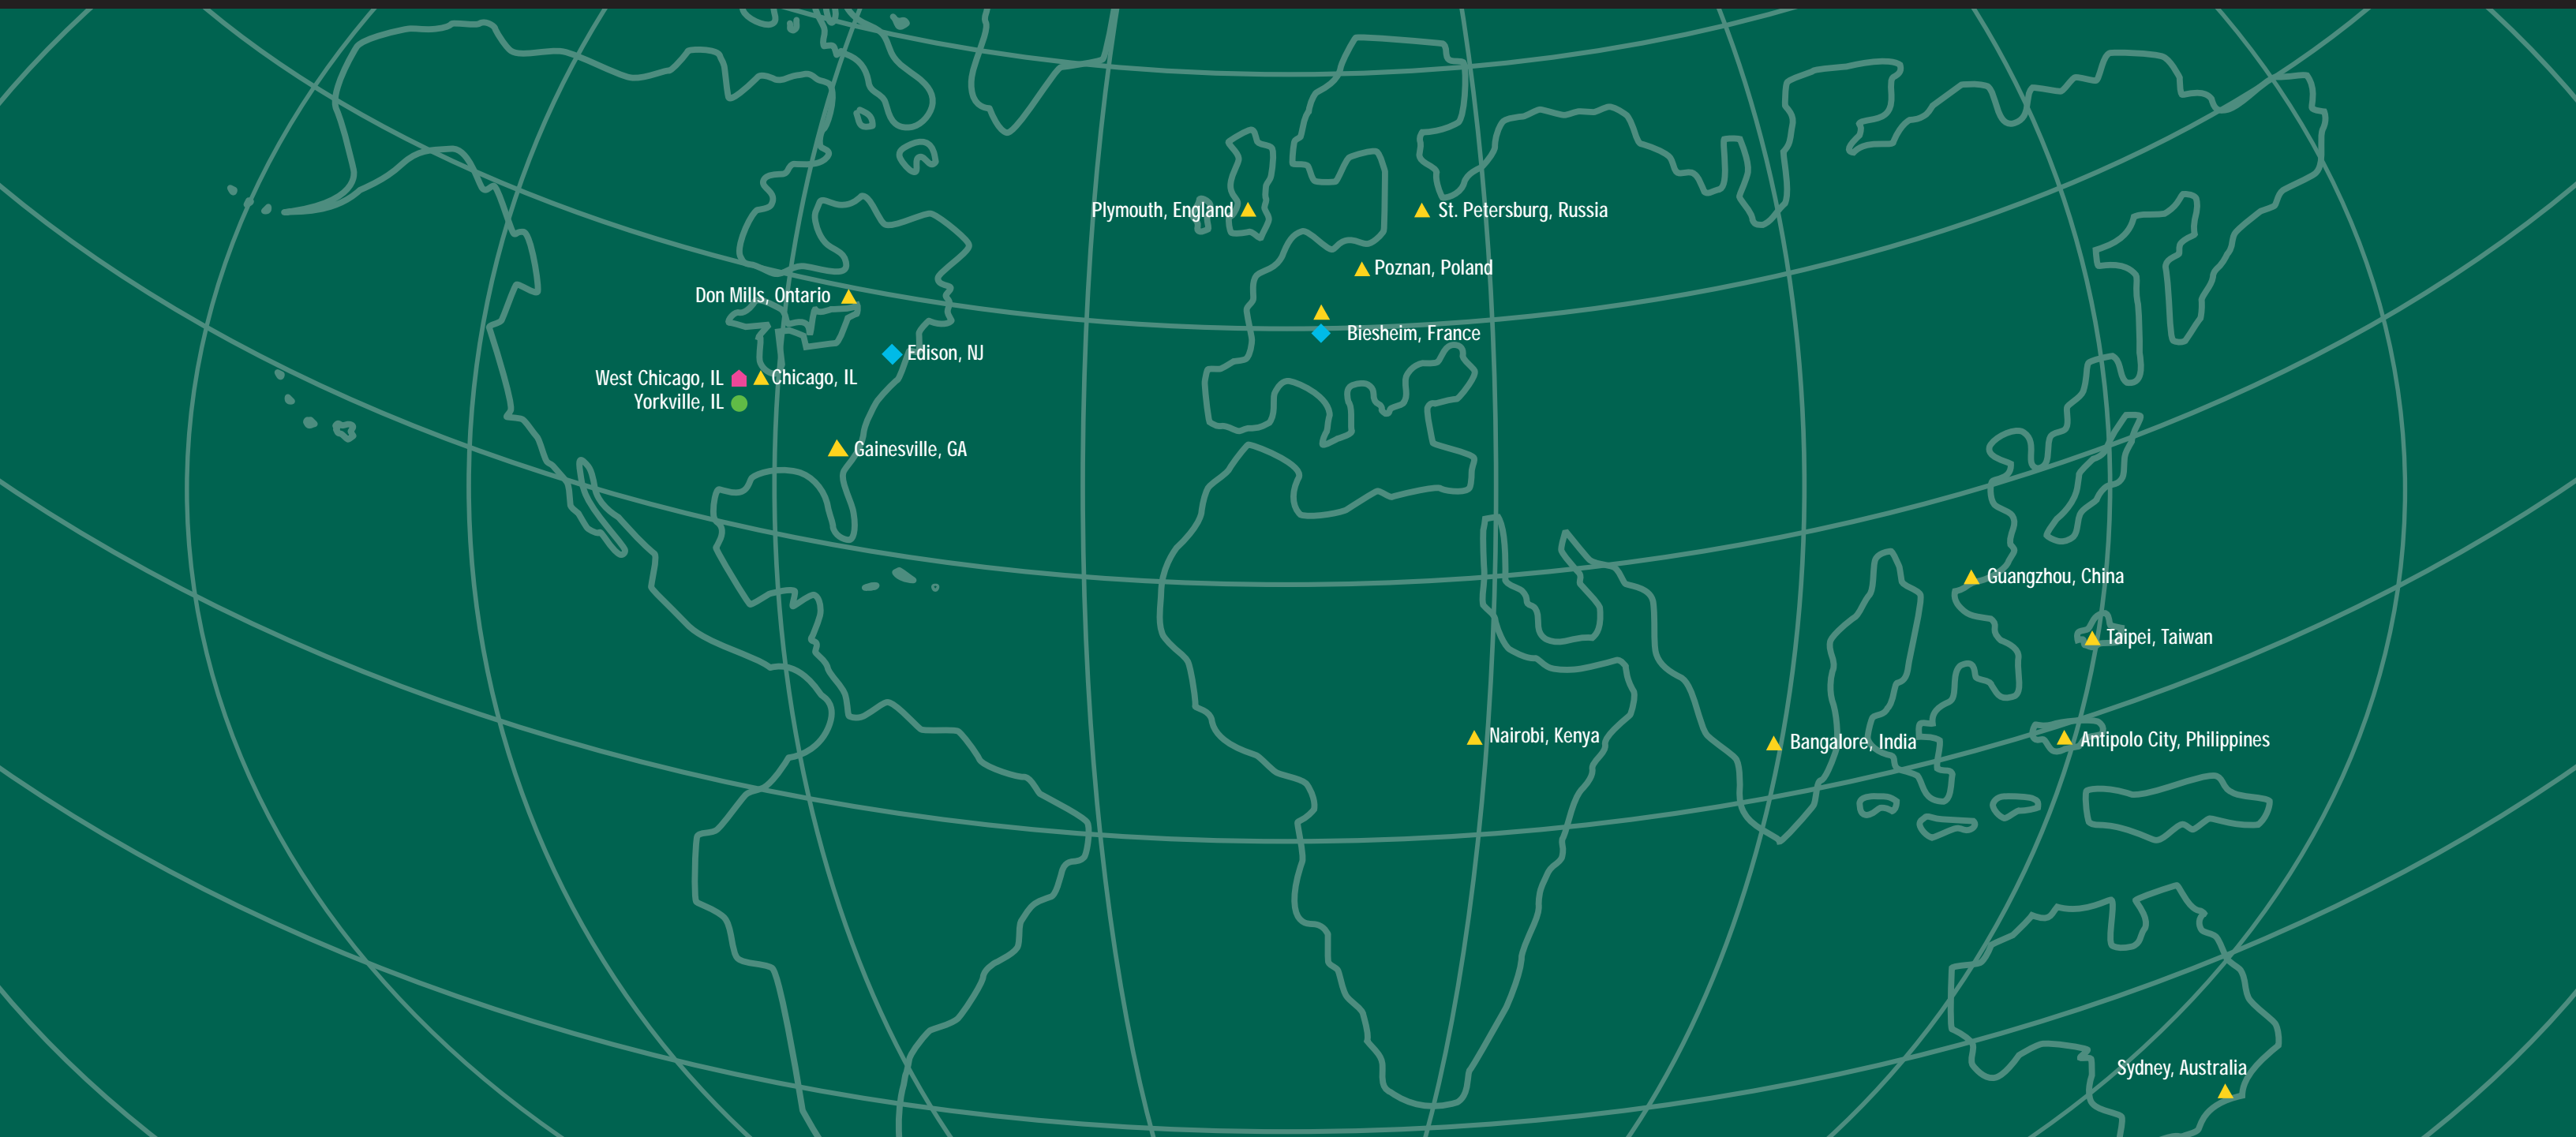 Plymouth, England
St. Petersburg, Russia
Poznan, Poland
Don Mills, Ontario
Biesheim, France
Edison, NJ
West Chicago, IL
Chicago, IL
Yorkville, IL
Gainesville, GA
Guangzhou, China
Taipei, Taiwan
Nairobi, Kenya
Bangalore, India
Antipolo City, Philippines
Sydney, Australia